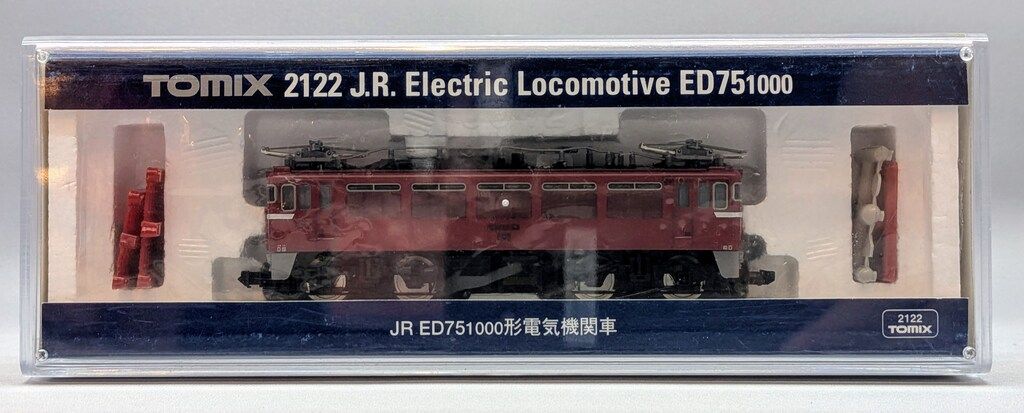 TOMIX 2122 J.R. Electric Locomotive ED751000
JR ED751000形電気機関車
2122
TOMIX